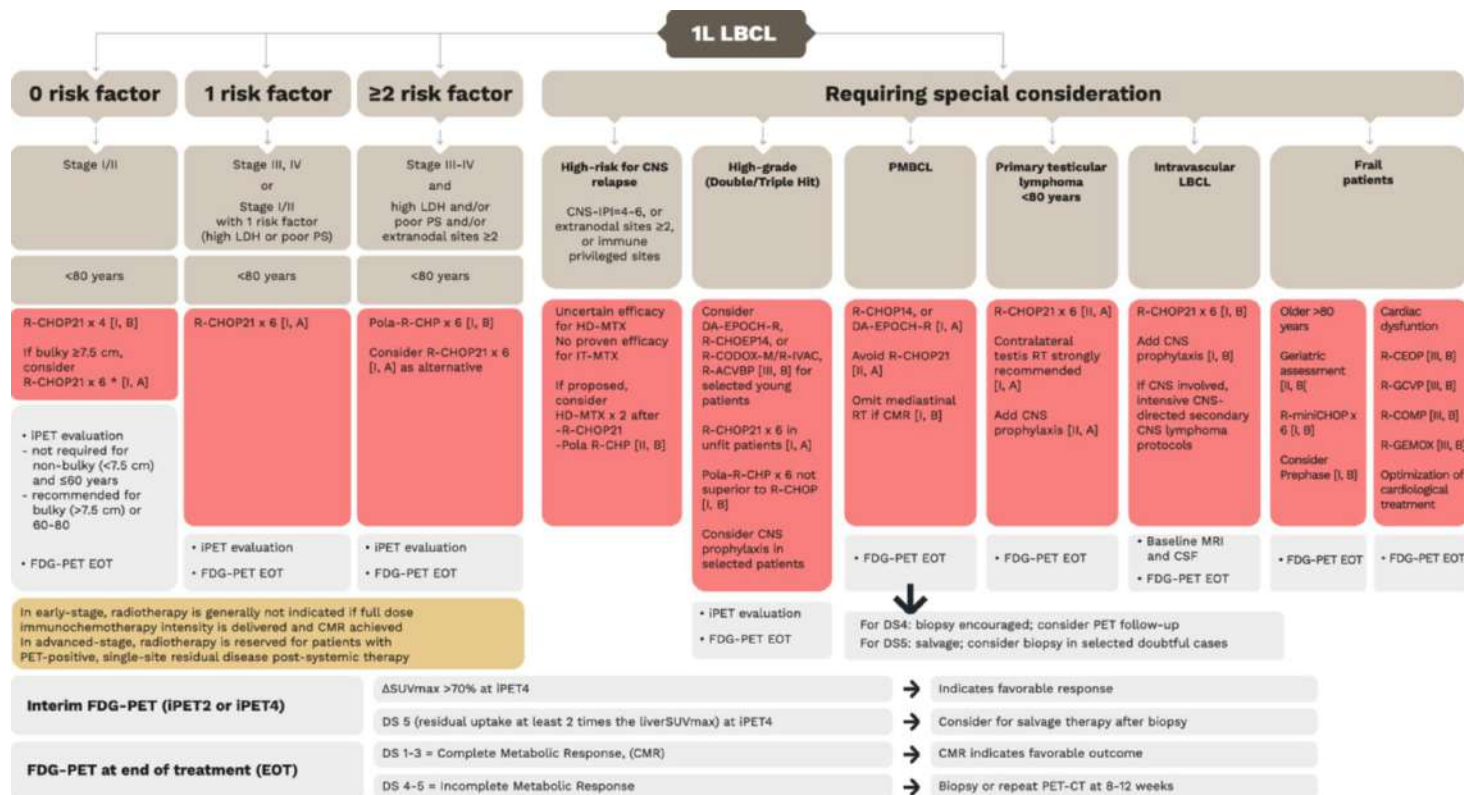 1L LBCL
0 risk factor
1 risk factor
≥2 risk factor
Requiring special consideration
Stage I/II
<80 years
R-CHOP21 x 4 [I, B]
If bulky ≥7.5 cm,
consider
R-CHOP21 x 6 * [I, A]
• iPET evaluation
- not required for
non-bulky (<7.5 cm)
and ≤60 years
- recommended for
bulky (>7.5 cm) or
60-80
• FDG-PET EOT
Stage III, IV
or
Stage I/II
with 1 risk factor
(high LDH or poor PS)
<80 years
R-CHOP21 x 6 [I, A]
• iPET evaluation
• FDG-PET EOT
Stage III-IV
and
high LDH and/or
poor PS and/or
extranodal sites ≥2
<80 years
Pola-R-CHP x 6 [I, B]
Consider R-CHOP21 x 6
[I, A] as alternative
• iPET evaluation
• FDG-PET EOT
In early-stage, radiotherapy is generally not indicated if full dose
immunochemotherapy intensity is delivered and CMR achieved
In advanced-stage, radiotherapy is reserved for patients with
PET-positive, single-site residual disease post-systemic therapy
High-risk for CNS
relapse
CNS-IPI=4-6, or
extranodal sites ≥2,
or immune
privileged sites
Uncertain efficacy
for HD-MTX
No proven efficacy
for IT-MTX
If proposed,
consider
HD-MTX x 2 after
-R-CHOP21
-Pola R-CHP [II, B]
High-grade
(Double/Triple Hit)
Consider
DA-EPOCH-R,
R-CHOEP14, or
R-CODOX-M/R-IVAC,
R-ACVBP [III, B] for
selected young
patients
R-CHOP21 x 6 in
unfit patients [I, A]
Pola-R-CHP x 6 not
superior to R-CHOP
[I, B]
Consider CNS
prophylaxis in
selected patients
• iPET evaluation
• FDG-PET EOT
PMBCL
R-CHOP14, or
DA-EPOCH-R [I, A]
Avoid R-CHOP21
[II, A]
Omit mediastinal
RT if CMR [I, B]
• FDG-PET EOT
For DS4: biopsy encouraged; consider PET follow-up
For DS5: salvage; consider biopsy in selected doubtful cases
Primary testicular
lymphoma
<80 years
R-CHOP21 x 6 [II, A]
Contralateral
testis RT strongly
recommended
[I, A]
Add CNS
prophylaxis [II, A]
• FDG-PET EOT
Intravascular
LBCL
R-CHOP21 x 6 [I, B]
Add CNS
prophylaxis [I, B]
If CNS involved,
intensive CNS-
directed secondary
CNS lymphoma
protocols
• Baseline MRI
and CSF
• FDG-PET EOT
Frail
patients
Older >80
years
Geriatric
assessment
[II, B[
R-miniCHOP x
6 [I, B]
Consider
Prephase [I, B]
• FDG-PET EOT
Cardiac
dysfuntion
R-CEOP [III, B]
R-GCVP [III, B]
R-COMP [III, B]
R-GEMOX [III, B]
Optimization of
cardiological
treatment
• FDG-PET EOT
Interim FDG-PET (iPET2 or iPET4)
ΔSUVmax >70% at iPET4
Indicates favorable response
DS 5 (residual uptake at least 2 times the liverSUVmax) at iPET4
Consider for salvage therapy after biopsy
FDG-PET at end of treatment (EOT)
DS 1-3 = Complete Metabolic Response, (CMR)
CMR indicates favorable outcome
DS 4-5 = Incomplete Metabolic Response
Biopsy or repeat PET-CT at 8-12 weeks